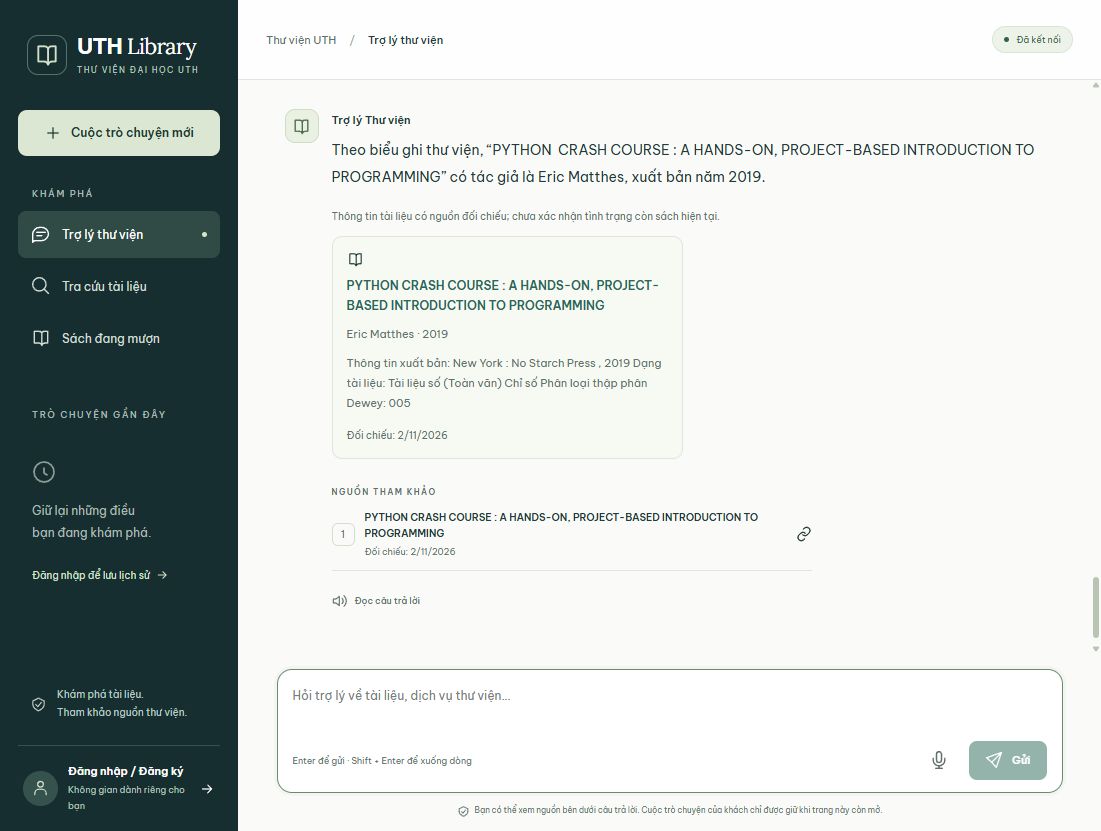 UTH Library
THƯ VIỆN ĐẠI HỌC UTH
Cuộc trò chuyện mới
KHÁM PHÁ
Trợ lý thư viện
Tra cứu tài liệu
Sách đang mượn
TRÒ CHUYỆN GẦN ĐÂY
Giữ lại những điều
bạn đang khám phá.
Đăng nhập để lưu lịch sử →
Khám phá tài liệu.
Tham khảo nguồn thư viện.
Đăng nhập / Đăng ký
Không gian dành riêng cho
bạn
Thư viện UTH / Trợ lý thư viện
Đã kết nối
Trợ lý Thư viện
Theo biểu ghi thư viện, “PYTHON  CRASH COURSE : A HANDS-ON, PROJECT-BASED INTRODUCTION TO
PROGRAMMING” có tác giả là Eric Matthes, xuất bản năm 2019.
Thông tin tài liệu có nguồn đối chiếu; chưa xác nhận tình trạng còn sách hiện tại.
PYTHON CRASH COURSE : A HANDS-ON, PROJECT-
BASED INTRODUCTION TO PROGRAMMING
Eric Matthes · 2019
Thông tin xuất bản: New York : No Starch Press , 2019 Dạng
tài liệu: Tài liệu số (Toàn văn) Chỉ số Phân loại thập phân
Dewey: 005
Đối chiếu: 2/11/2026
NGUỒN THAM KHẢO
1
PYTHON CRASH COURSE : A HANDS-ON, PROJECT-BASED INTRODUCTION TO
PROGRAMMING
Đối chiếu: 2/11/2026
Đọc câu trả lời
Hỏi trợ lý về tài liệu, dịch vụ thư viện...
Enter để gửi · Shift + Enter để xuống dòng
Gửi
Bạn có thể xem nguồn bên dưới câu trả lời. Cuộc trò chuyện của khách chỉ được giữ khi trang này còn mở.